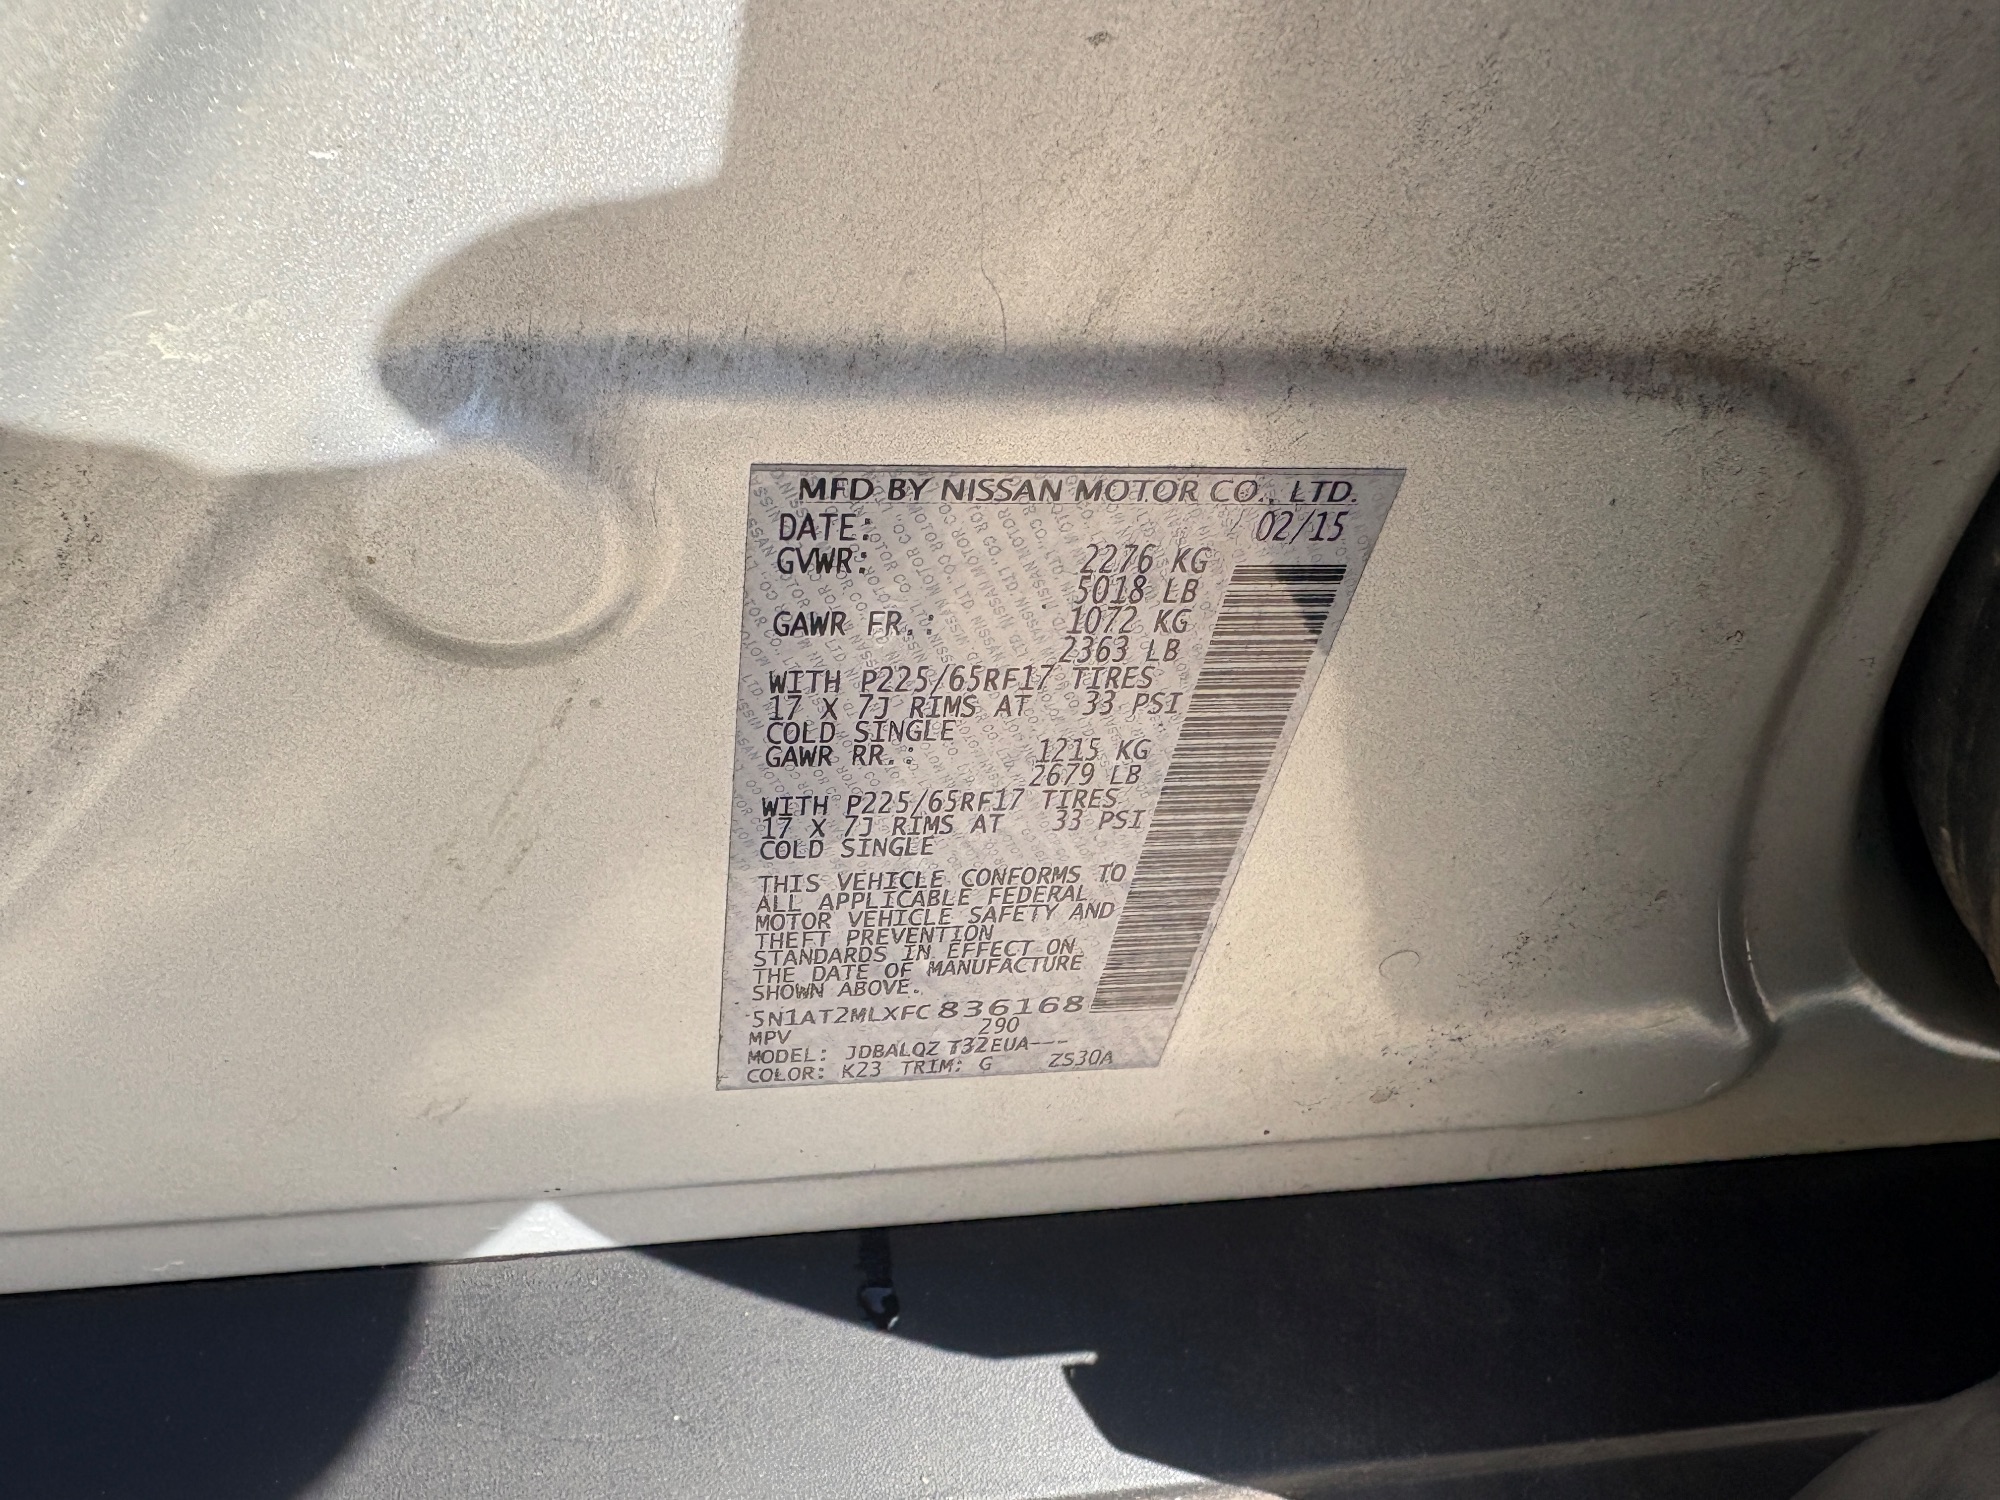 MFD BY NISSAN MOTOR CO., LTD.
DATE: 02/15
GVWR: 2276 KG
5018 LB
GAWR FR.: 1072 KG
2363 LB
WITH P225/65RF17 TIRES
17 X 7J RIMS AT 33 PSI
COLD SINGLE
GAWR RR.: 1215 KG
2679 LB
WITH P225/65RF17 TIRES
17 X 7J RIMS AT 33 PSI
COLD SINGLE
THIS VEHICLE CONFORMS TO
ALL APPLICABLE FEDERAL
MOTOR VEHICLE SAFETY AND
THEFT PREVENTION
STANDARDS IN EFFECT ON
THE DATE OF MANUFACTURE
SHOWN ABOVE.
5N1AT2MLXFC836168
MPV 290
MODEL: JDBALQZ T32EUA---
COLOR: K23 TRIM: G ZS30A